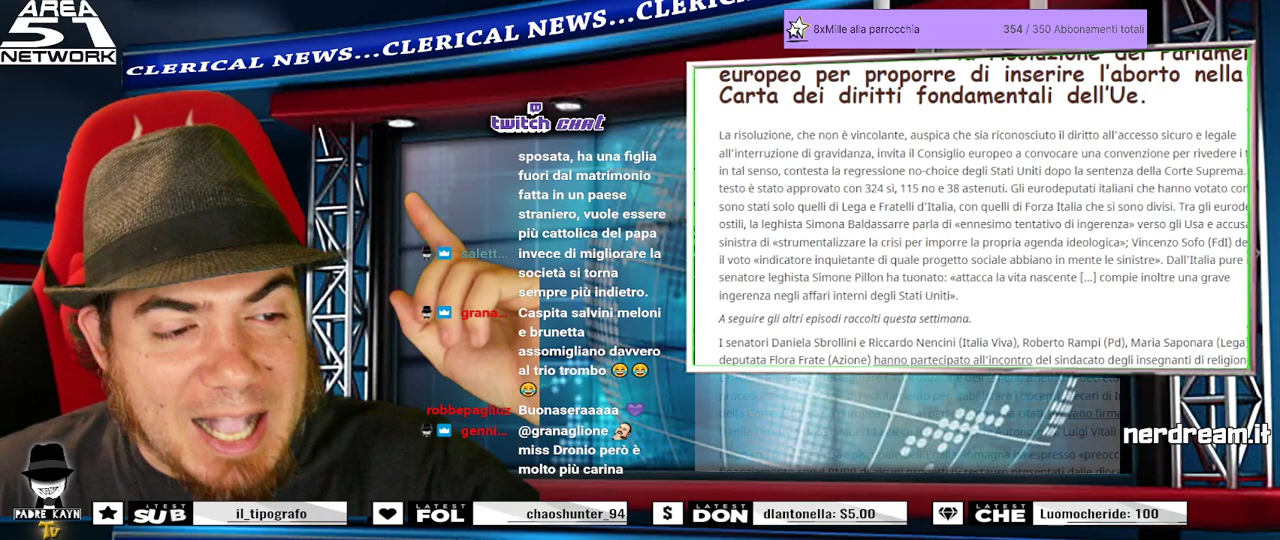 AREA
51
NETWORK
CLERICAL NEWS...CLERICAL NEWS...CLERIC
8xMille alla parrocchia
354 / 350 Abbonamenti totali
europeo per proporre di inserire l'aborto nella
Carta dei diritti fondamentali dell'Ue.
La risoluzione, che non è vincolante, auspica che sia riconosciuto il diritto all'accesso sicuro e legale
all'interruzione di gravidanza, invita il Consiglio europeo a convocare una convenzione per rivedere i
in tal senso, contesta la regressione no-choice degli Stati Uniti dopo la sentenza della Corte Suprema.
testo è stato approvato con 324 sì, 115 no e 38 astenuti. Gli eurodeputati italiani che hanno votato
sono stati solo quelli di Lega e Fratelli d'Italia, con quelli di Forza Italia che si sono divisi. Tra gli
ostili, la leghista Simona Baldassarre parla di «ennesimo tentativo di ingerenza» verso gli Usa e
sinistra di «strumentalizzare la crisi per imporre la propria agenda ideologica»; Vincenzo Sofo (FdI)
il voto «indicatore inquietante di quale progetto sociale abbiano in mente le sinistre». Dall'Italia pure
senatore leghista Simone Pillon ha tuonato: «attacca la vita nascente [...] compie inoltre una grave
ingerenza negli affari interni degli Stati Uniti».
A seguire gli altri episodi raccolti questa settimana.
I senatori Daniela Sbrollini e Riccardo Nencini (Italia Viva), Roberto Rampi (Pd), Maria Saponara (Lega)
deputata Flora Frate (Azione) hanno partecipato all'incontro del sindacato degli insegnanti di religion
twitch chat
sposata, ha una figlia
fuori dal matrimonio
fatta in un paese
straniero, vuole essere
più cattolica del papa
salett... invece di migliorare la
società si torna
sempre più indietro.
grana... Caspita salvini meloni
e brunetta
assomigliano davvero
al trio trombo 😂 😂
😂
robbepagliuz Buonaseraaaaa 💜
genni... @granaglione
miss Dronio però è
molto più carina
nerdream.it
PADRE KAYN
Tv
LATEST
SUB il_tipografo
LATEST
FOL chaoshunter_94
LATEST
DON dlantonella: $5.00
LATEST
CHE Luomocheride: 100